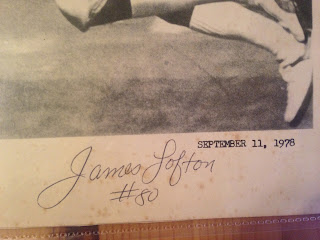 SEPTEMBER 11, 1978
James Lofton
#80